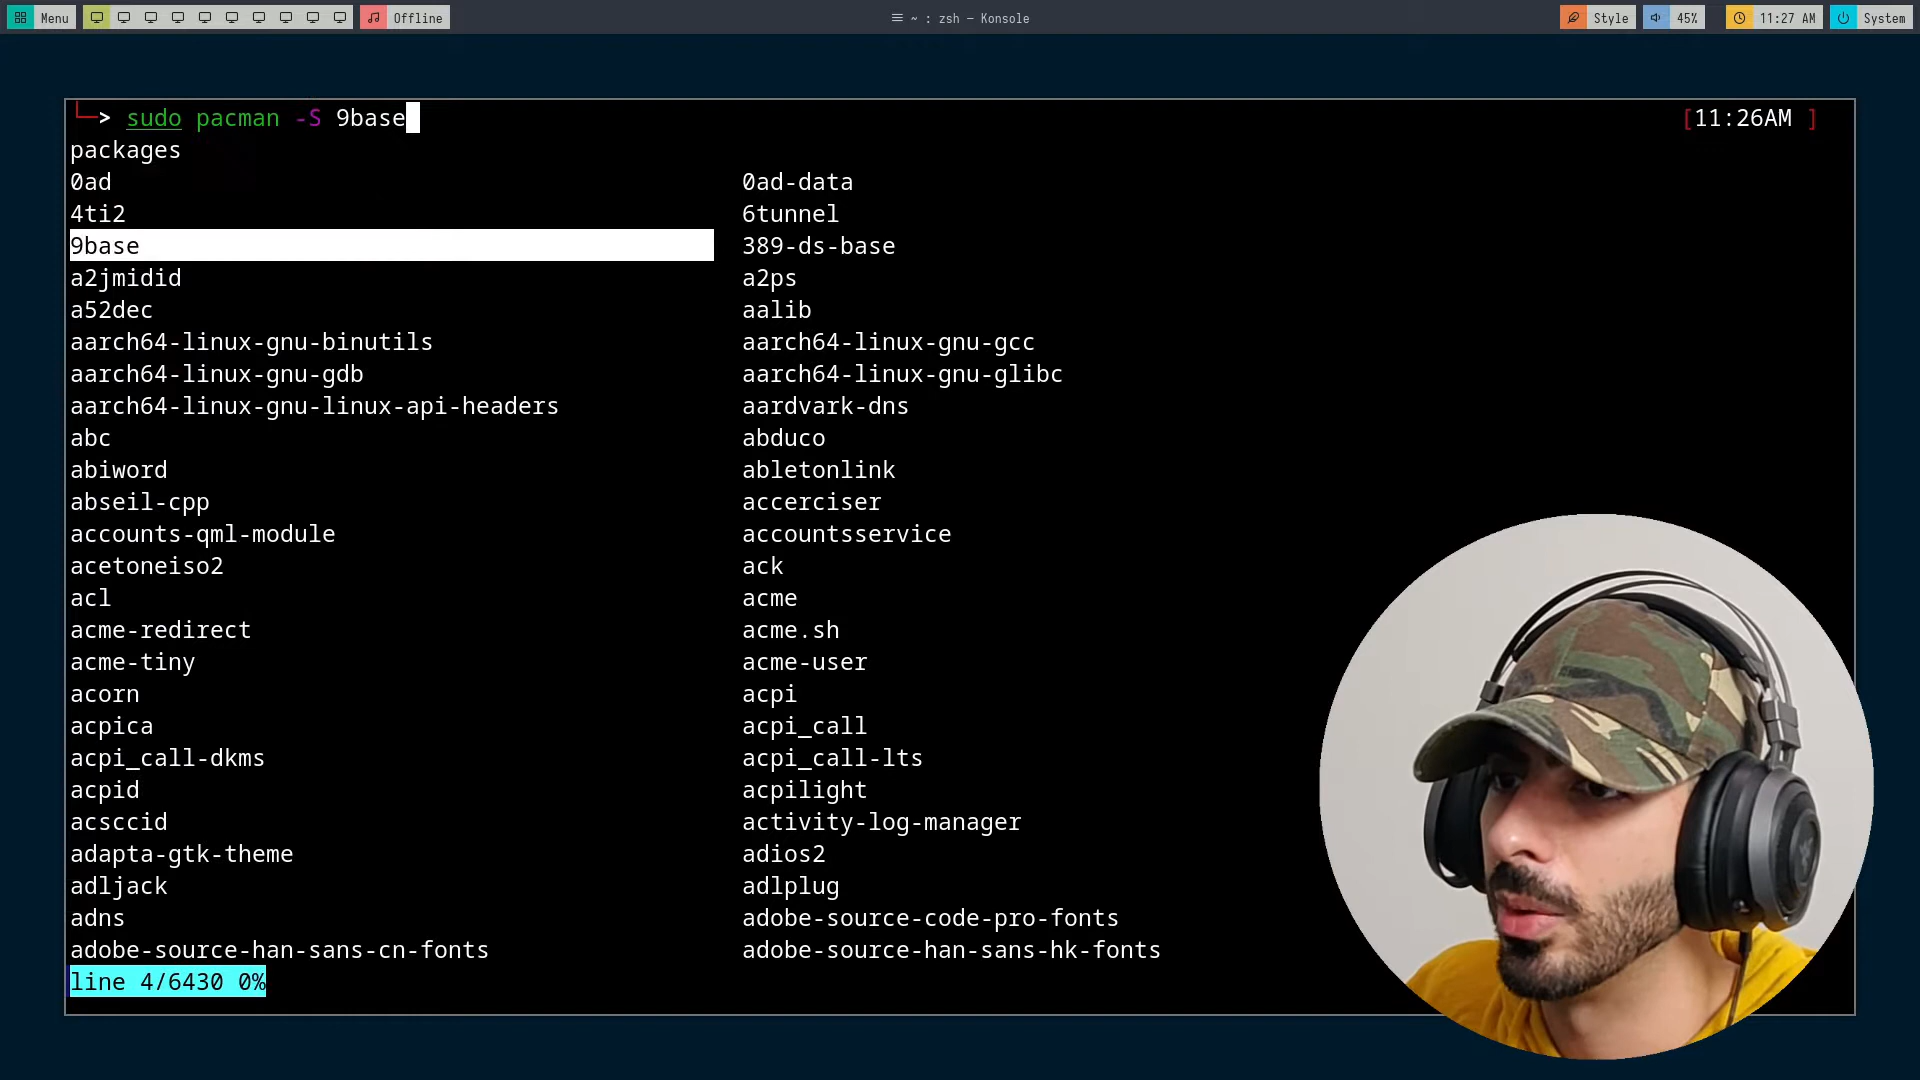 Menu Offline ~ : zsh — Konsole Style 45% 11:27 AM System
> sudo pacman -S 9base [11:26AM ]
packages
0ad 0ad-data
4ti2 6tunnel
9base 389-ds-base
a2jmidid a2ps
a52dec aalib
aarch64-linux-gnu-binutils aarch64-linux-gnu-gcc
aarch64-linux-gnu-gdb aarch64-linux-gnu-glibc
aarch64-linux-gnu-linux-api-headers aardvark-dns
abc abduco
abiword abletonlink
abseil-cpp accerciser
accounts-qml-module accountsservice
acetoneiso2 ack
acl acme
acme-redirect acme.sh
acme-tiny acme-user
acorn acpi
acpica acpi_call
acpi_call-dkms acpi_call-lts
acpid acpilight
acsccid activity-log-manager
adapta-gtk-theme adios2
adljack adlplug
adns adobe-source-code-pro-fonts
adobe-source-han-sans-cn-fonts adobe-source-han-sans-hk-fonts
line 4/6430 0%